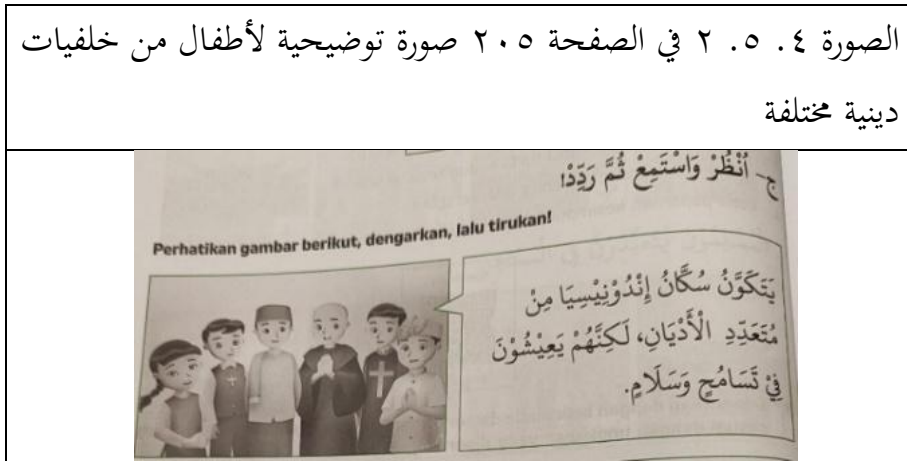 الصورة ٤. ٥. ٢ في الصفحة ٢٠٥ صورة توضيحية لأطفال من خلفيات
دينية مختلفة
ج- اُنْظُرْ وَاسْتَمِعْ ثُمَّ رَدِّدْ!
Perhatikan gambar berikut, dengarkan, lalu tirukan!
يَتَكَوَّنُ سُكَّانُ إِنْدُوْنِيْسِيَا مِنْ
مُتَعَدِّدِ الْأَدْيَانِ، لَكِنَّهُمْ يَعِيْشُوْنَ
فِيْ تَسَامُحٍ وَسَلَامٍ.